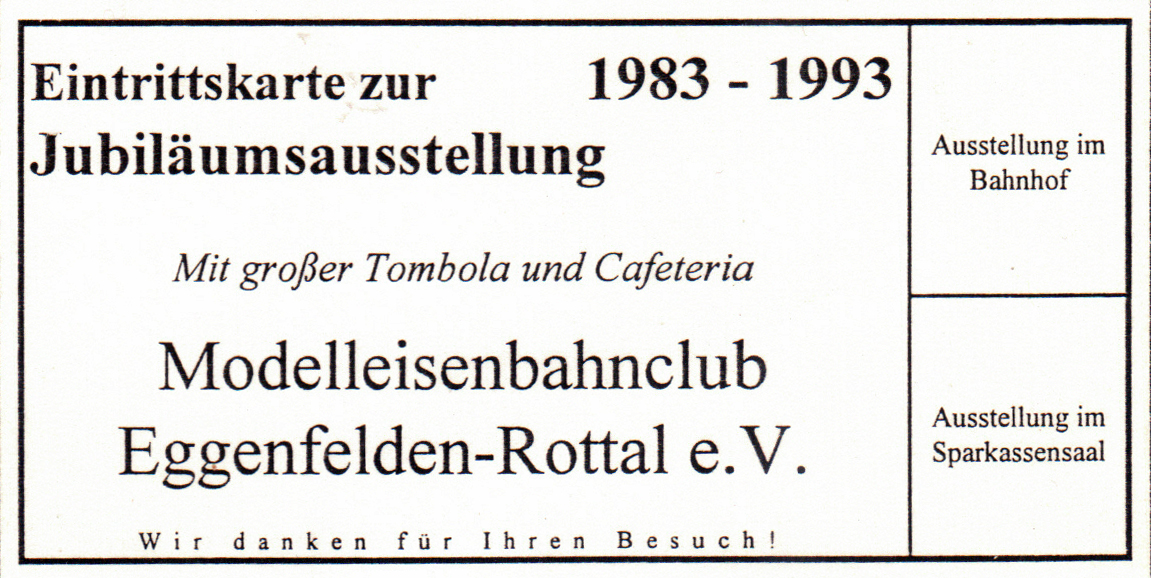 Eintrittskarte zur 1983 - 1993
Jubiläumsausstellung
Mit großer Tombola und Cafeteria
Modelleisenbahnclub
Eggenfelden-Rottal e.V.
Wir danken für Ihren Besuch!
Ausstellung im
Bahnhof
Ausstellung im
Sparkassensaal